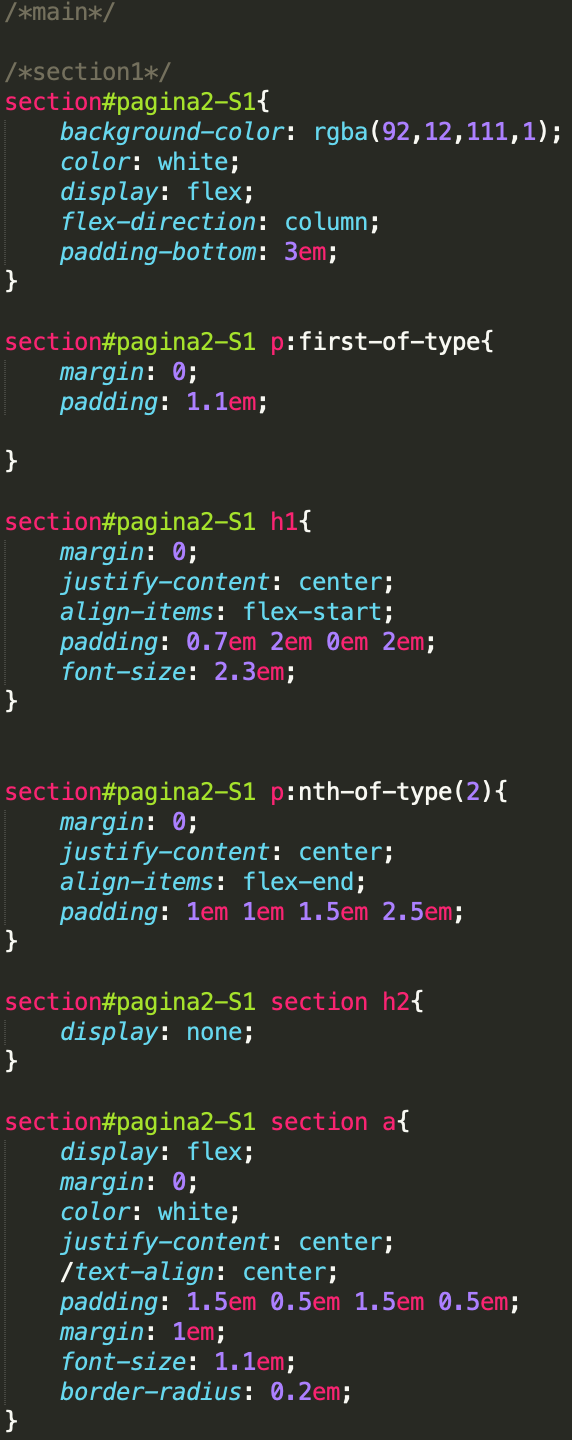 /*main*/
/*section1*/
section#pagina2-S1{
background-color: rgba(92,12,111,1);
color: white;
display: flex;
flex-direction: column;
padding-bottom: 3em;
}
section#pagina2-S1 p:first-of-type{
margin: 0;
padding: 1.1em;
}
section#pagina2-S1 h1{
margin: 0;
justify-content: center;
align-items: flex-start;
padding: 0.7em 2em 0em 2em;
font-size: 2.3em;
}
section#pagina2-S1 p:nth-of-type(2){
margin: 0;
justify-content: center;
align-items: flex-end;
padding: 1em 1em 1.5em 2.5em;
}
section#pagina2-S1 section h2{
display: none;
}
section#pagina2-S1 section a{
display: flex;
margin: 0;
color: white;
justify-content: center;
/text-align: center;
padding: 1.5em 0.5em 1.5em 0.5em;
margin: 1em;
font-size: 1.1em;
border-radius: 0.2em;
}